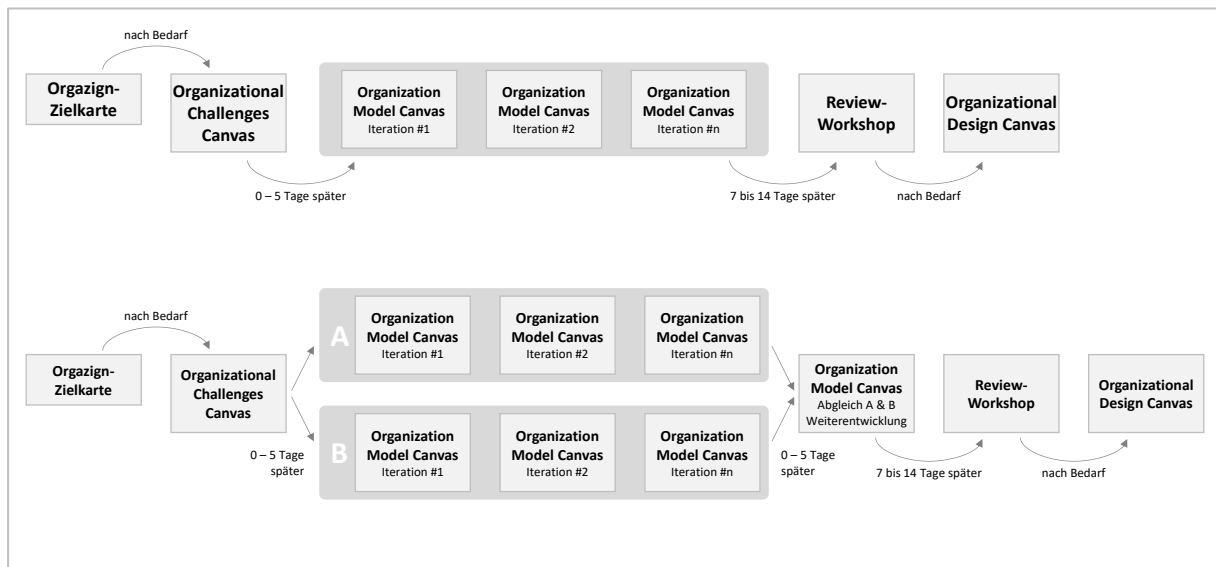 nach Bedarf
Orgazign-
Zielkarte
Organizational
Challenges
Canvas
0 – 5 Tage später
Organization
Model Canvas
Iteration #1
Organization
Model Canvas
Iteration #2
Organization
Model Canvas
Iteration #n
7 bis 14 Tage später
Review-
Workshop
nach Bedarf
Organizational
Design Canvas
nach Bedarf
Orgazign-
Zielkarte
Organizational
Challenges
Canvas
0 – 5 Tage
später
A
Organization
Model Canvas
Iteration #1
Organization
Model Canvas
Iteration #2
Organization
Model Canvas
Iteration #n
B
Organization
Model Canvas
Iteration #1
Organization
Model Canvas
Iteration #2
Organization
Model Canvas
Iteration #n
0 – 5 Tage
später
Organization
Model Canvas
Abgleich A & B
Weiterentwicklung
7 bis 14 Tage später
Review-
Workshop
nach Bedarf
Organizational
Design Canvas